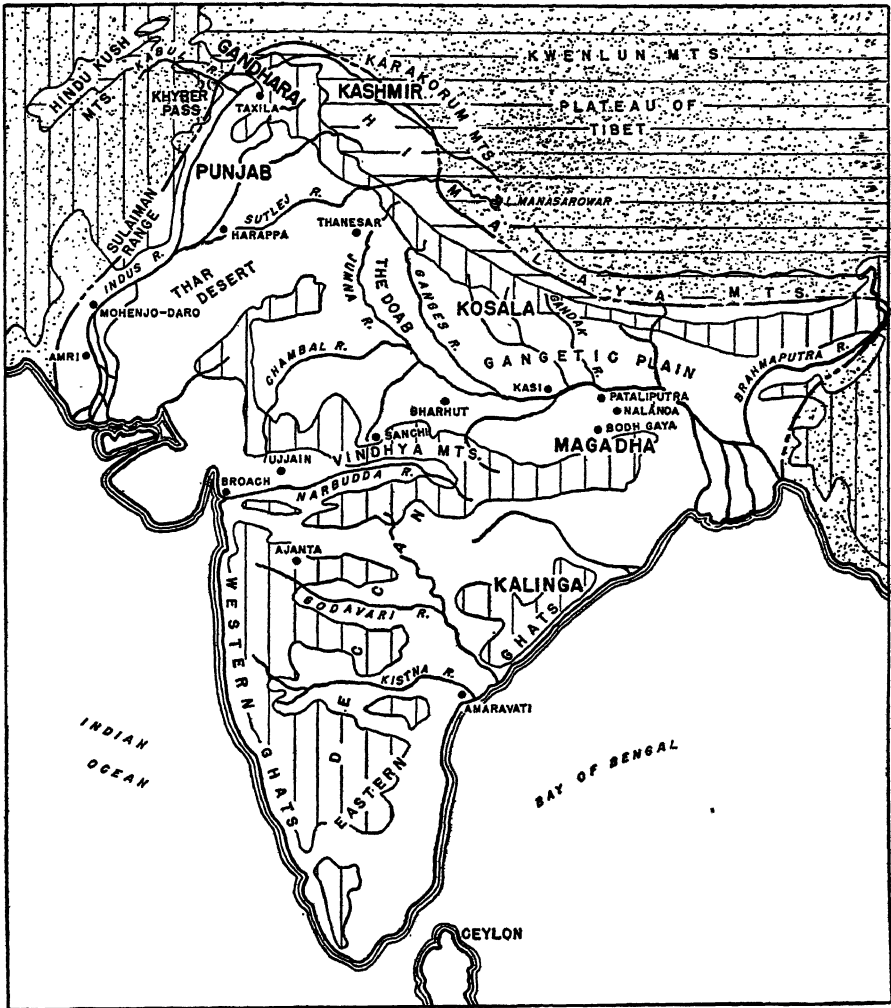 HINDU KUSH
MTS.
KABUL R.
GANDHARA
KHYBER
PASS
TAXILA
KARAKORUM MTS.
KASHMIR
KWENLUN MTS.
PLATEAU OF
TIBET
PUNJAB
SULAIMAN
RANGE
SUTLEJ R.
HARAPPA
THANESAR
L. MANASAROWAR
HIMALAYA MTS.
INDUS R.
THAR
DESERT
MOHENJO-DARO
AMRI
JUMNA R.
THE DOAB
GANGES R.
KOSALA
GANDAK R.
GANGETIC PLAIN
BRAHMAPUTRA R.
CHAMBAL R.
KASI
BHARHUT
PATALIPUTRA
NALANDA
BODH GAYA
MAGADHA
SANCHI
VINDHYA MTS.
UJJAIN
BROACH
NARBUDDA R.
AJANTA
DECCAN
KALINGA
BODAVARI R.
WESTERN GHATS
EASTERN GHATS
KISTNA R.
AMARAVATI
INDIAN
OCEAN
BAY OF BENGAL
CEYLON